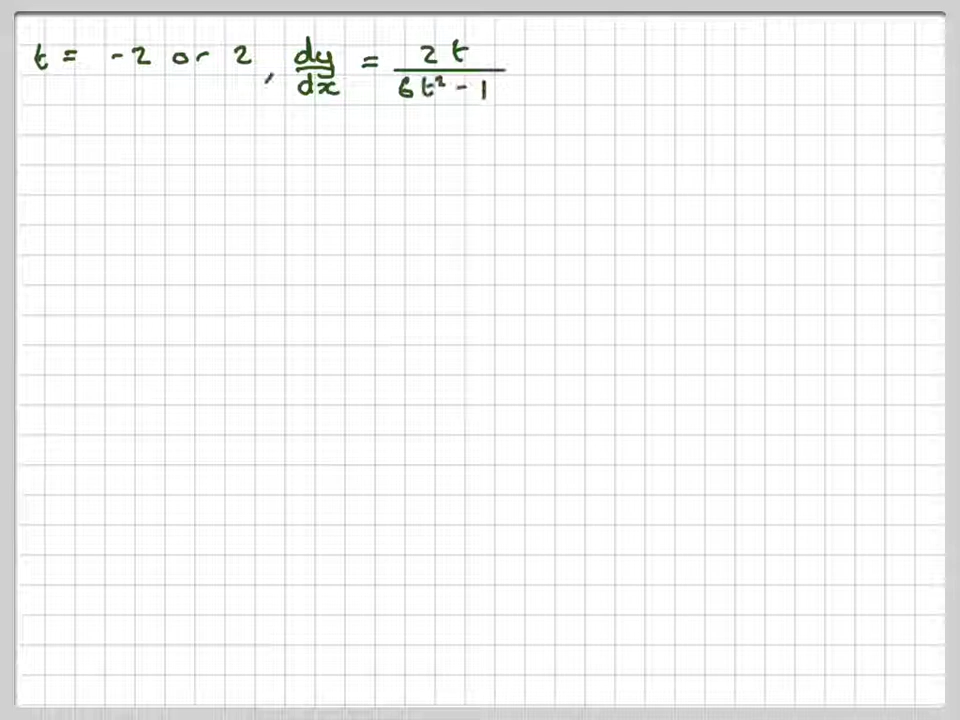 t = -2 or 2, dy/dx = 2t/(6t² - 1)